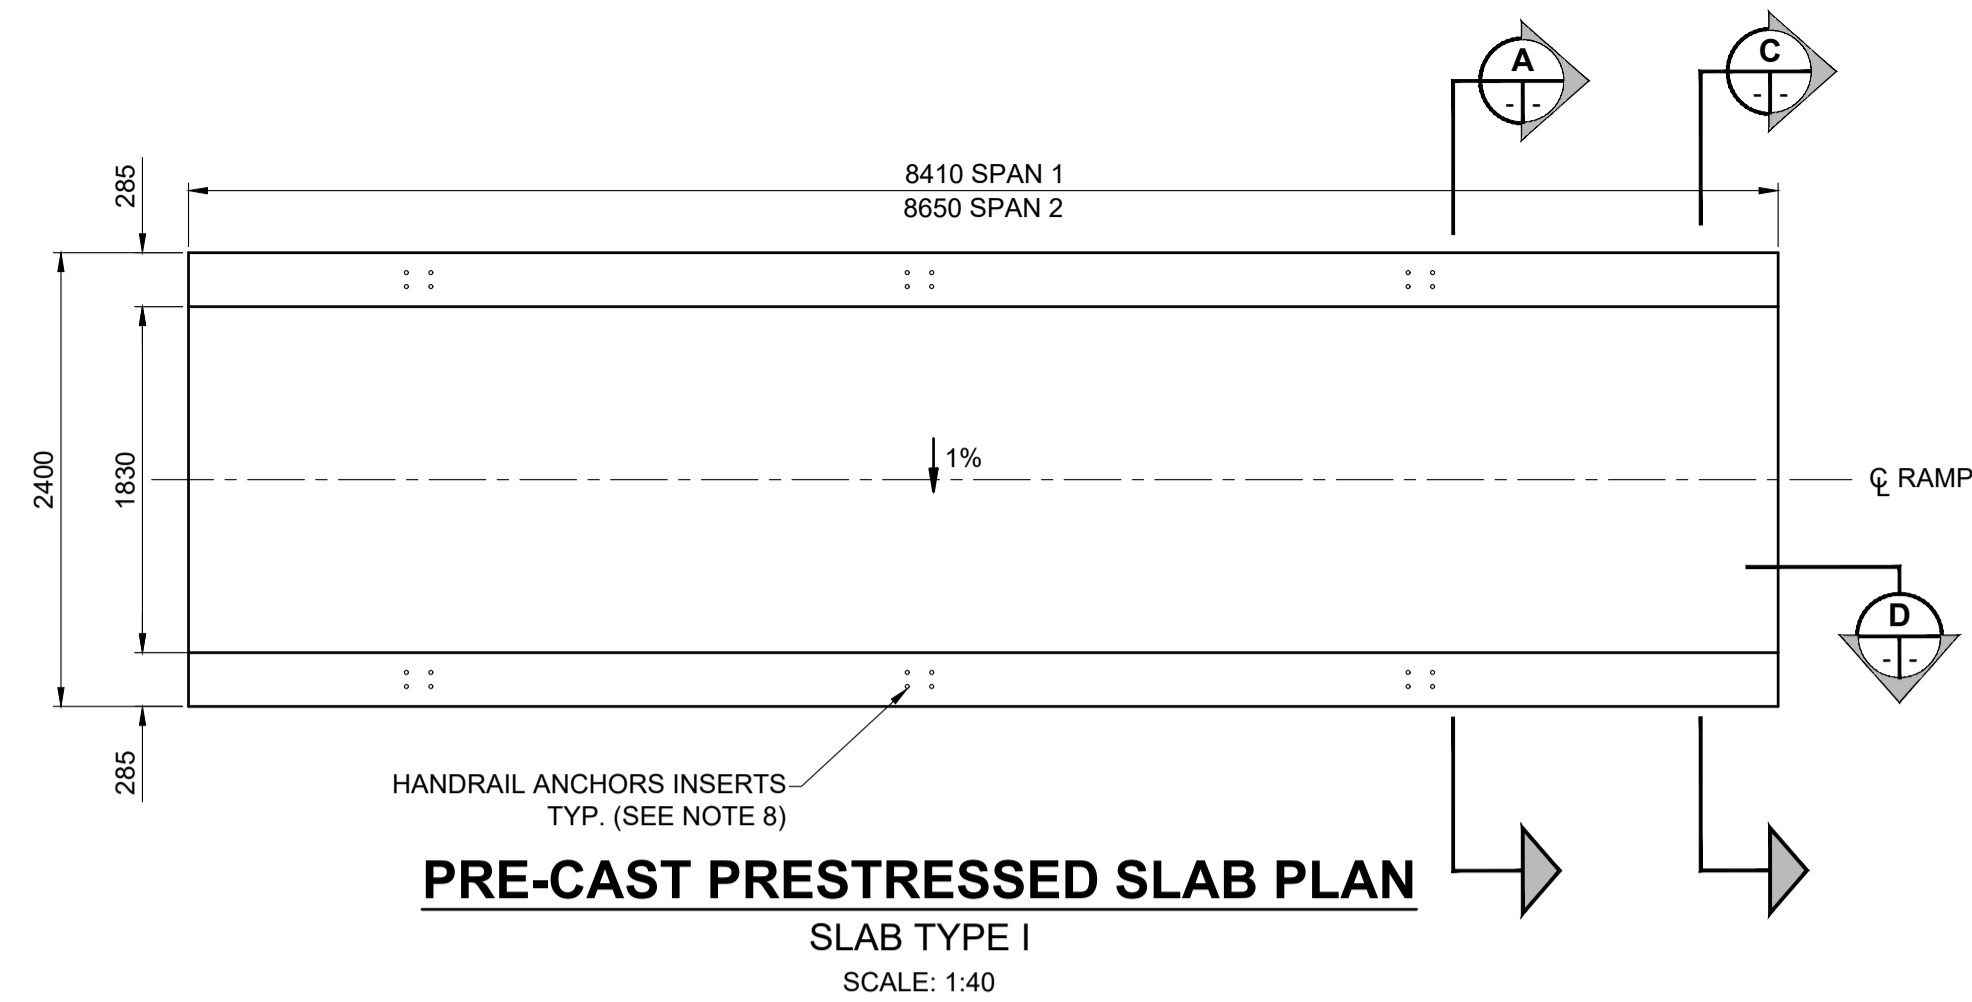 A
- -
C
- -
285
8410 SPAN 1
8650 SPAN 2
2400
1830
1%
℄ RAMP
D
- -
285
HANDRAIL ANCHORS INSERTS
TYP. (SEE NOTE 8)
PRE-CAST PRESTRESSED SLAB PLAN
SLAB TYPE I
SCALE: 1:40